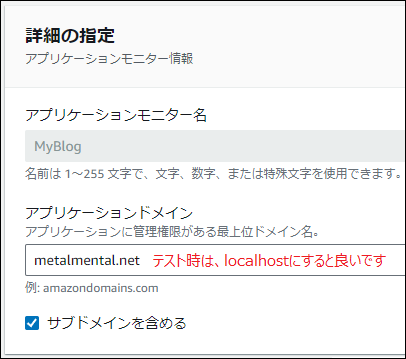 詳細の指定
アプリケーションモニター情報
アプリケーションモニター名
MyBlog
名前は 1～255 文字で、文字、数字、または特殊文字を使用できます。
アプリケーションドメイン
アプリケーションに管理権限がある最上位ドメイン名。
metalmental.net テスト時は、localhostにすると良いです
例: amazondomains.com
サブドメインを含める